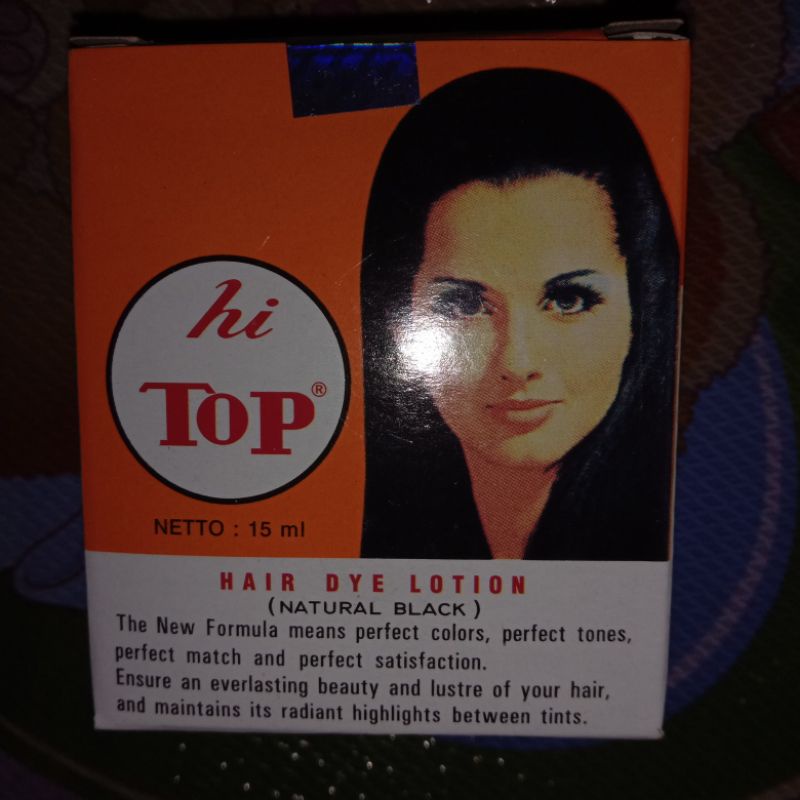 hi
TOP®
NETTO : 15 ml
HAIR DYE LOTION
(NATURAL BLACK)
The New Formula means perfect colors, perfect tones,
perfect match and perfect satisfaction.
Ensure an everlasting beauty and lustre of your hair,
and maintains its radiant highlights between tints.